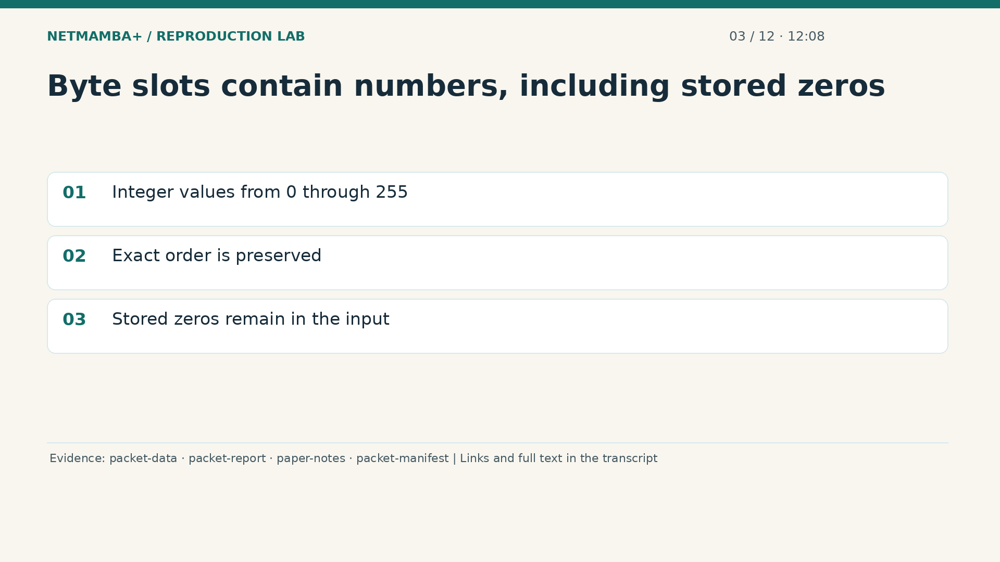 NETMAMBA+ / REPRODUCTION LAB
03 / 12 · 12:08
Byte slots contain numbers, including stored zeros
01 Integer values from 0 through 255
02 Exact order is preserved
03 Stored zeros remain in the input
Evidence: packet-data · packet-report · paper-notes · packet-manifest | Links and full text in the transcript